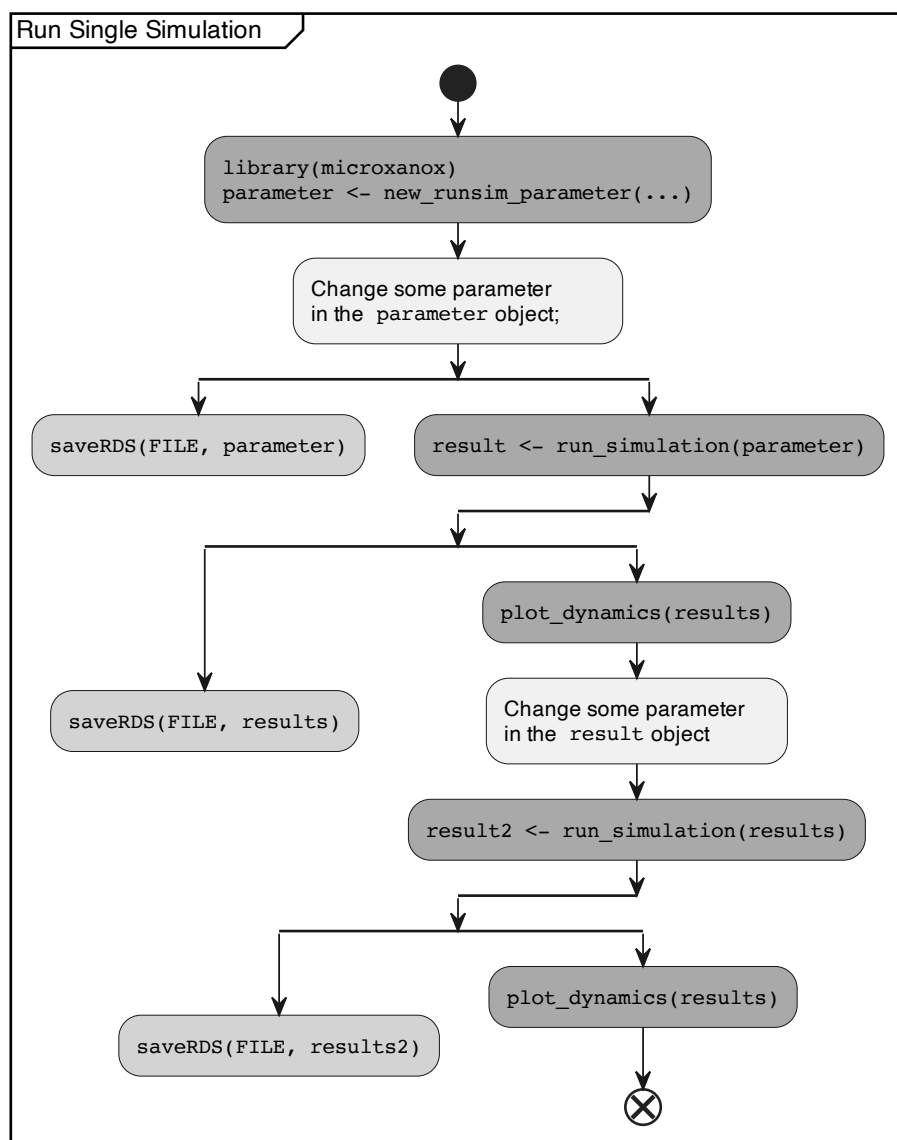 Run Single Simulation
library(microxanox)
parameter <- new_runsim_parameter(...)
Change some parameter
in the parameter object;
saveRDS(FILE, parameter)
result <- run_simulation(parameter)
plot_dynamics(results)
saveRDS(FILE, results)
Change some parameter
in the result object
result2 <- run_simulation(results)
plot_dynamics(results)
saveRDS(FILE, results2)